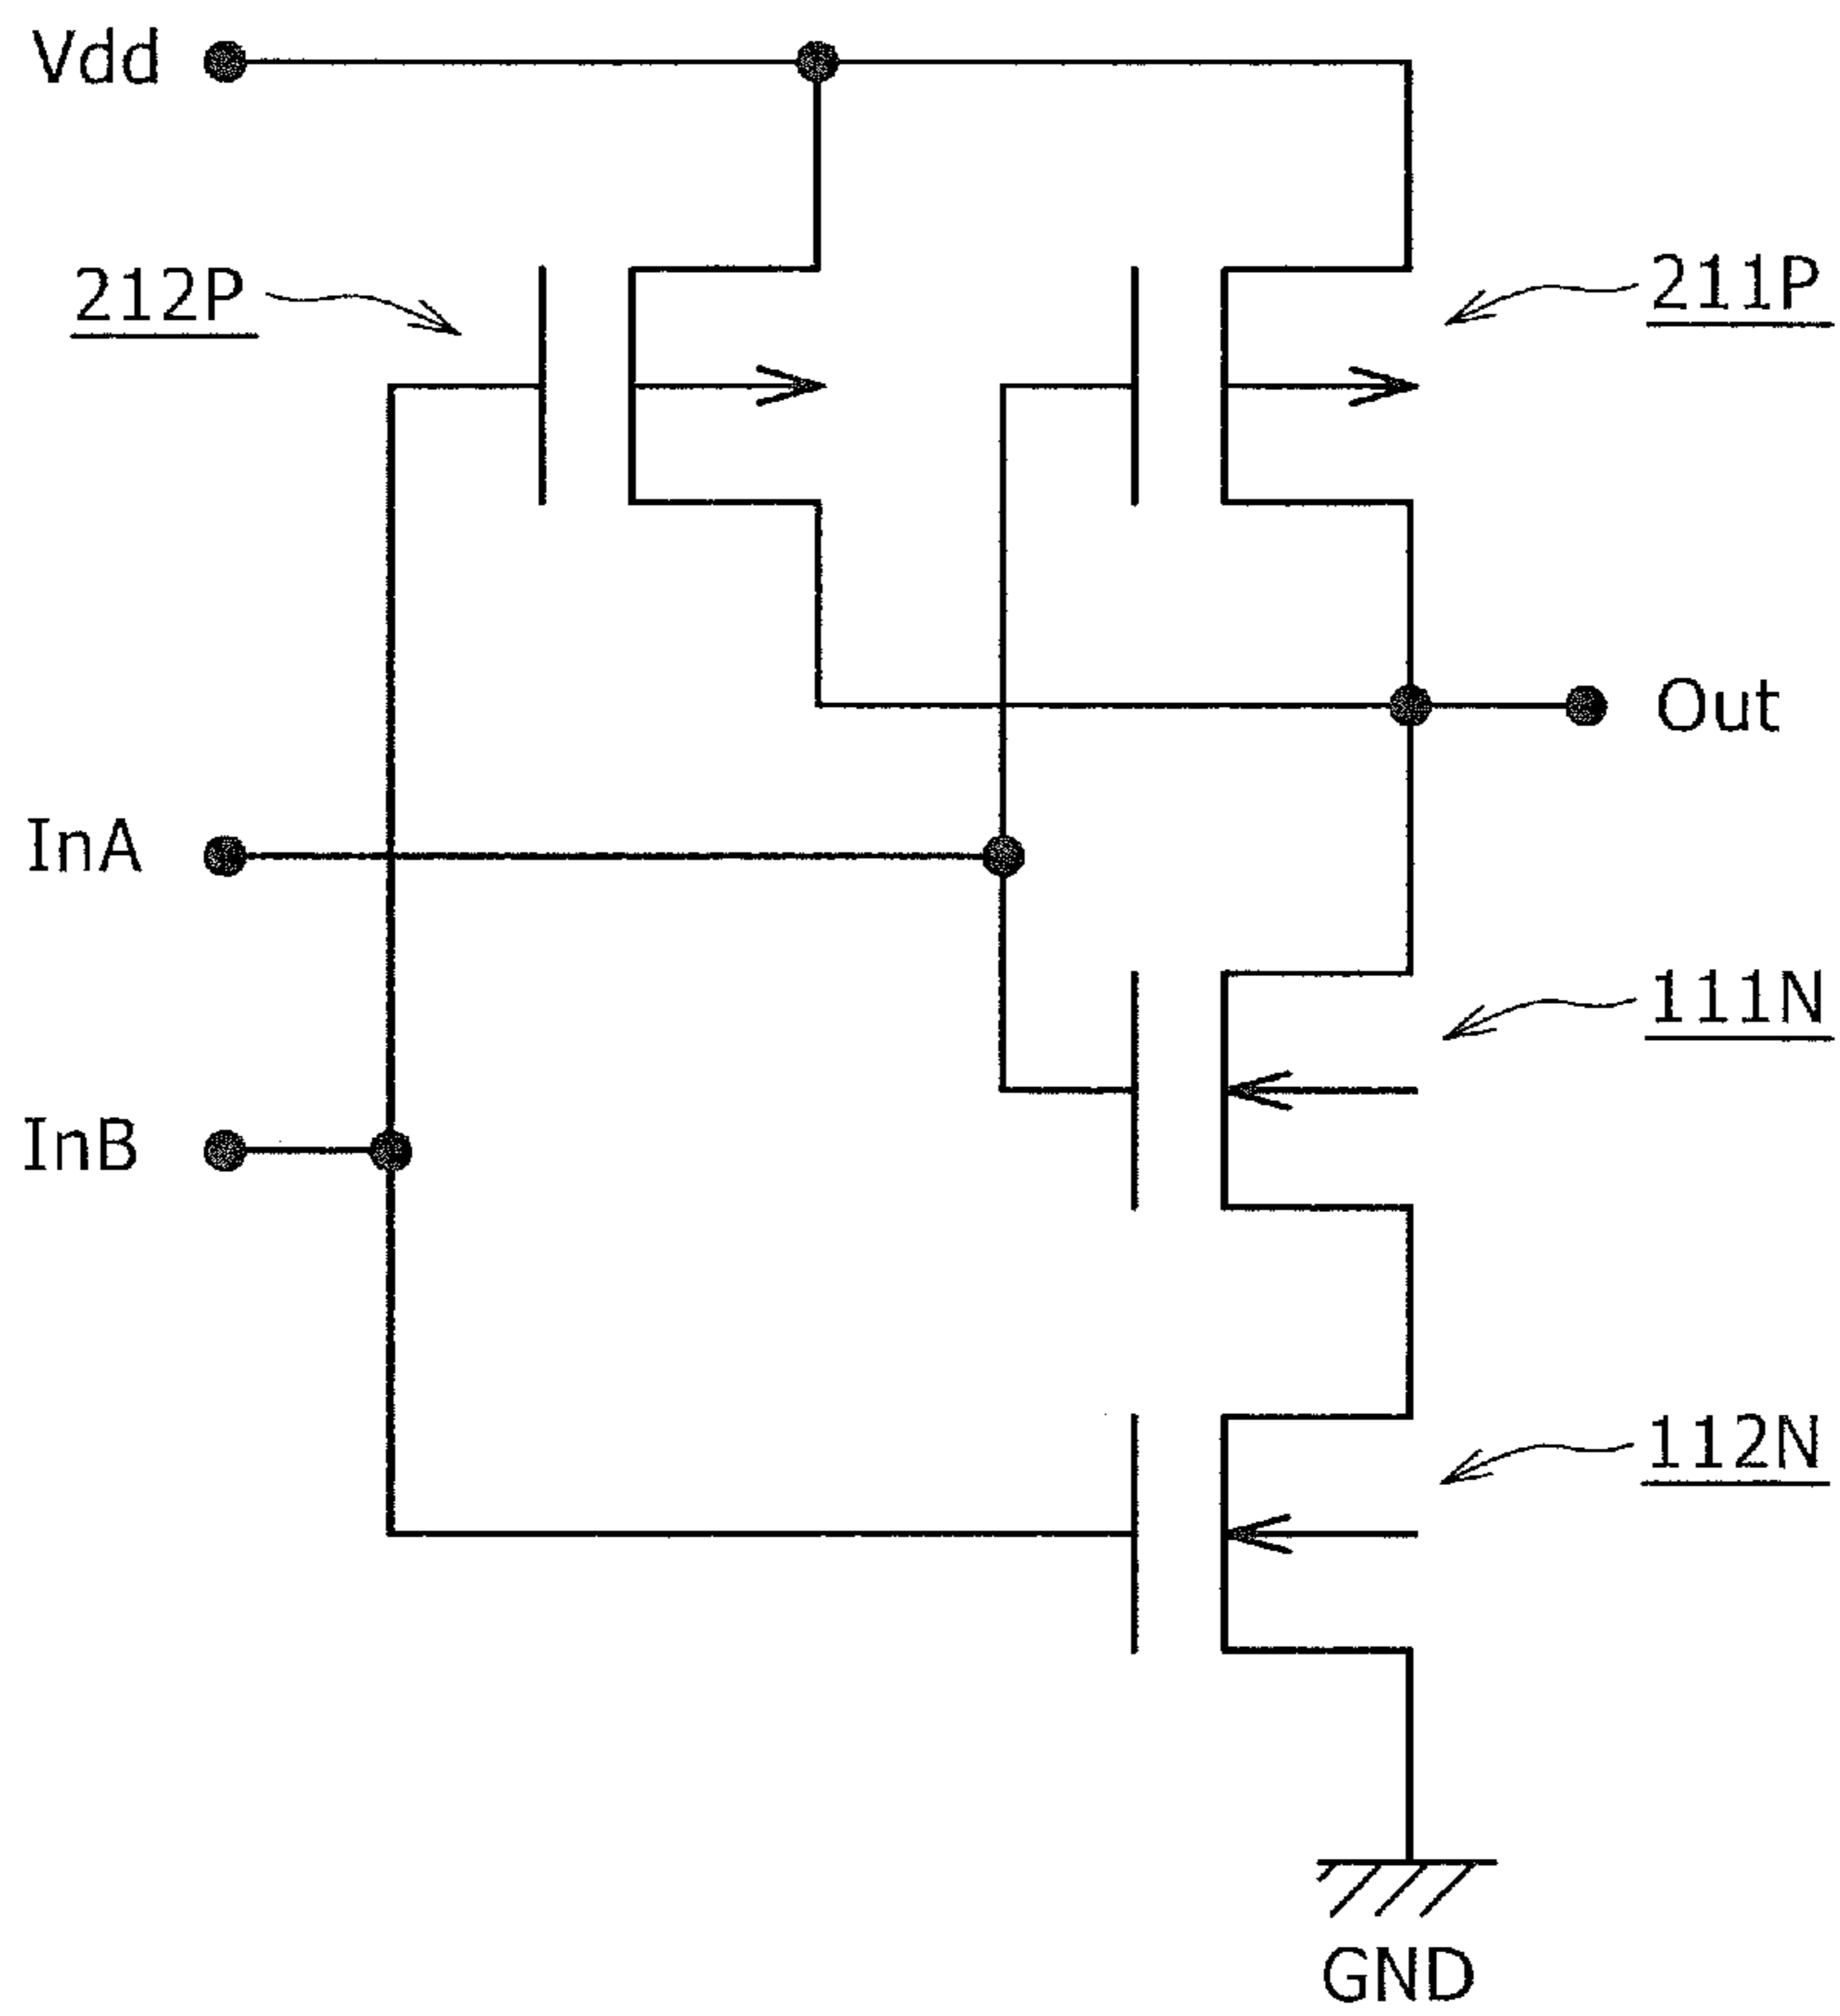 Vdd
212P
211P
Out
InA
111N
InB
112N
GND